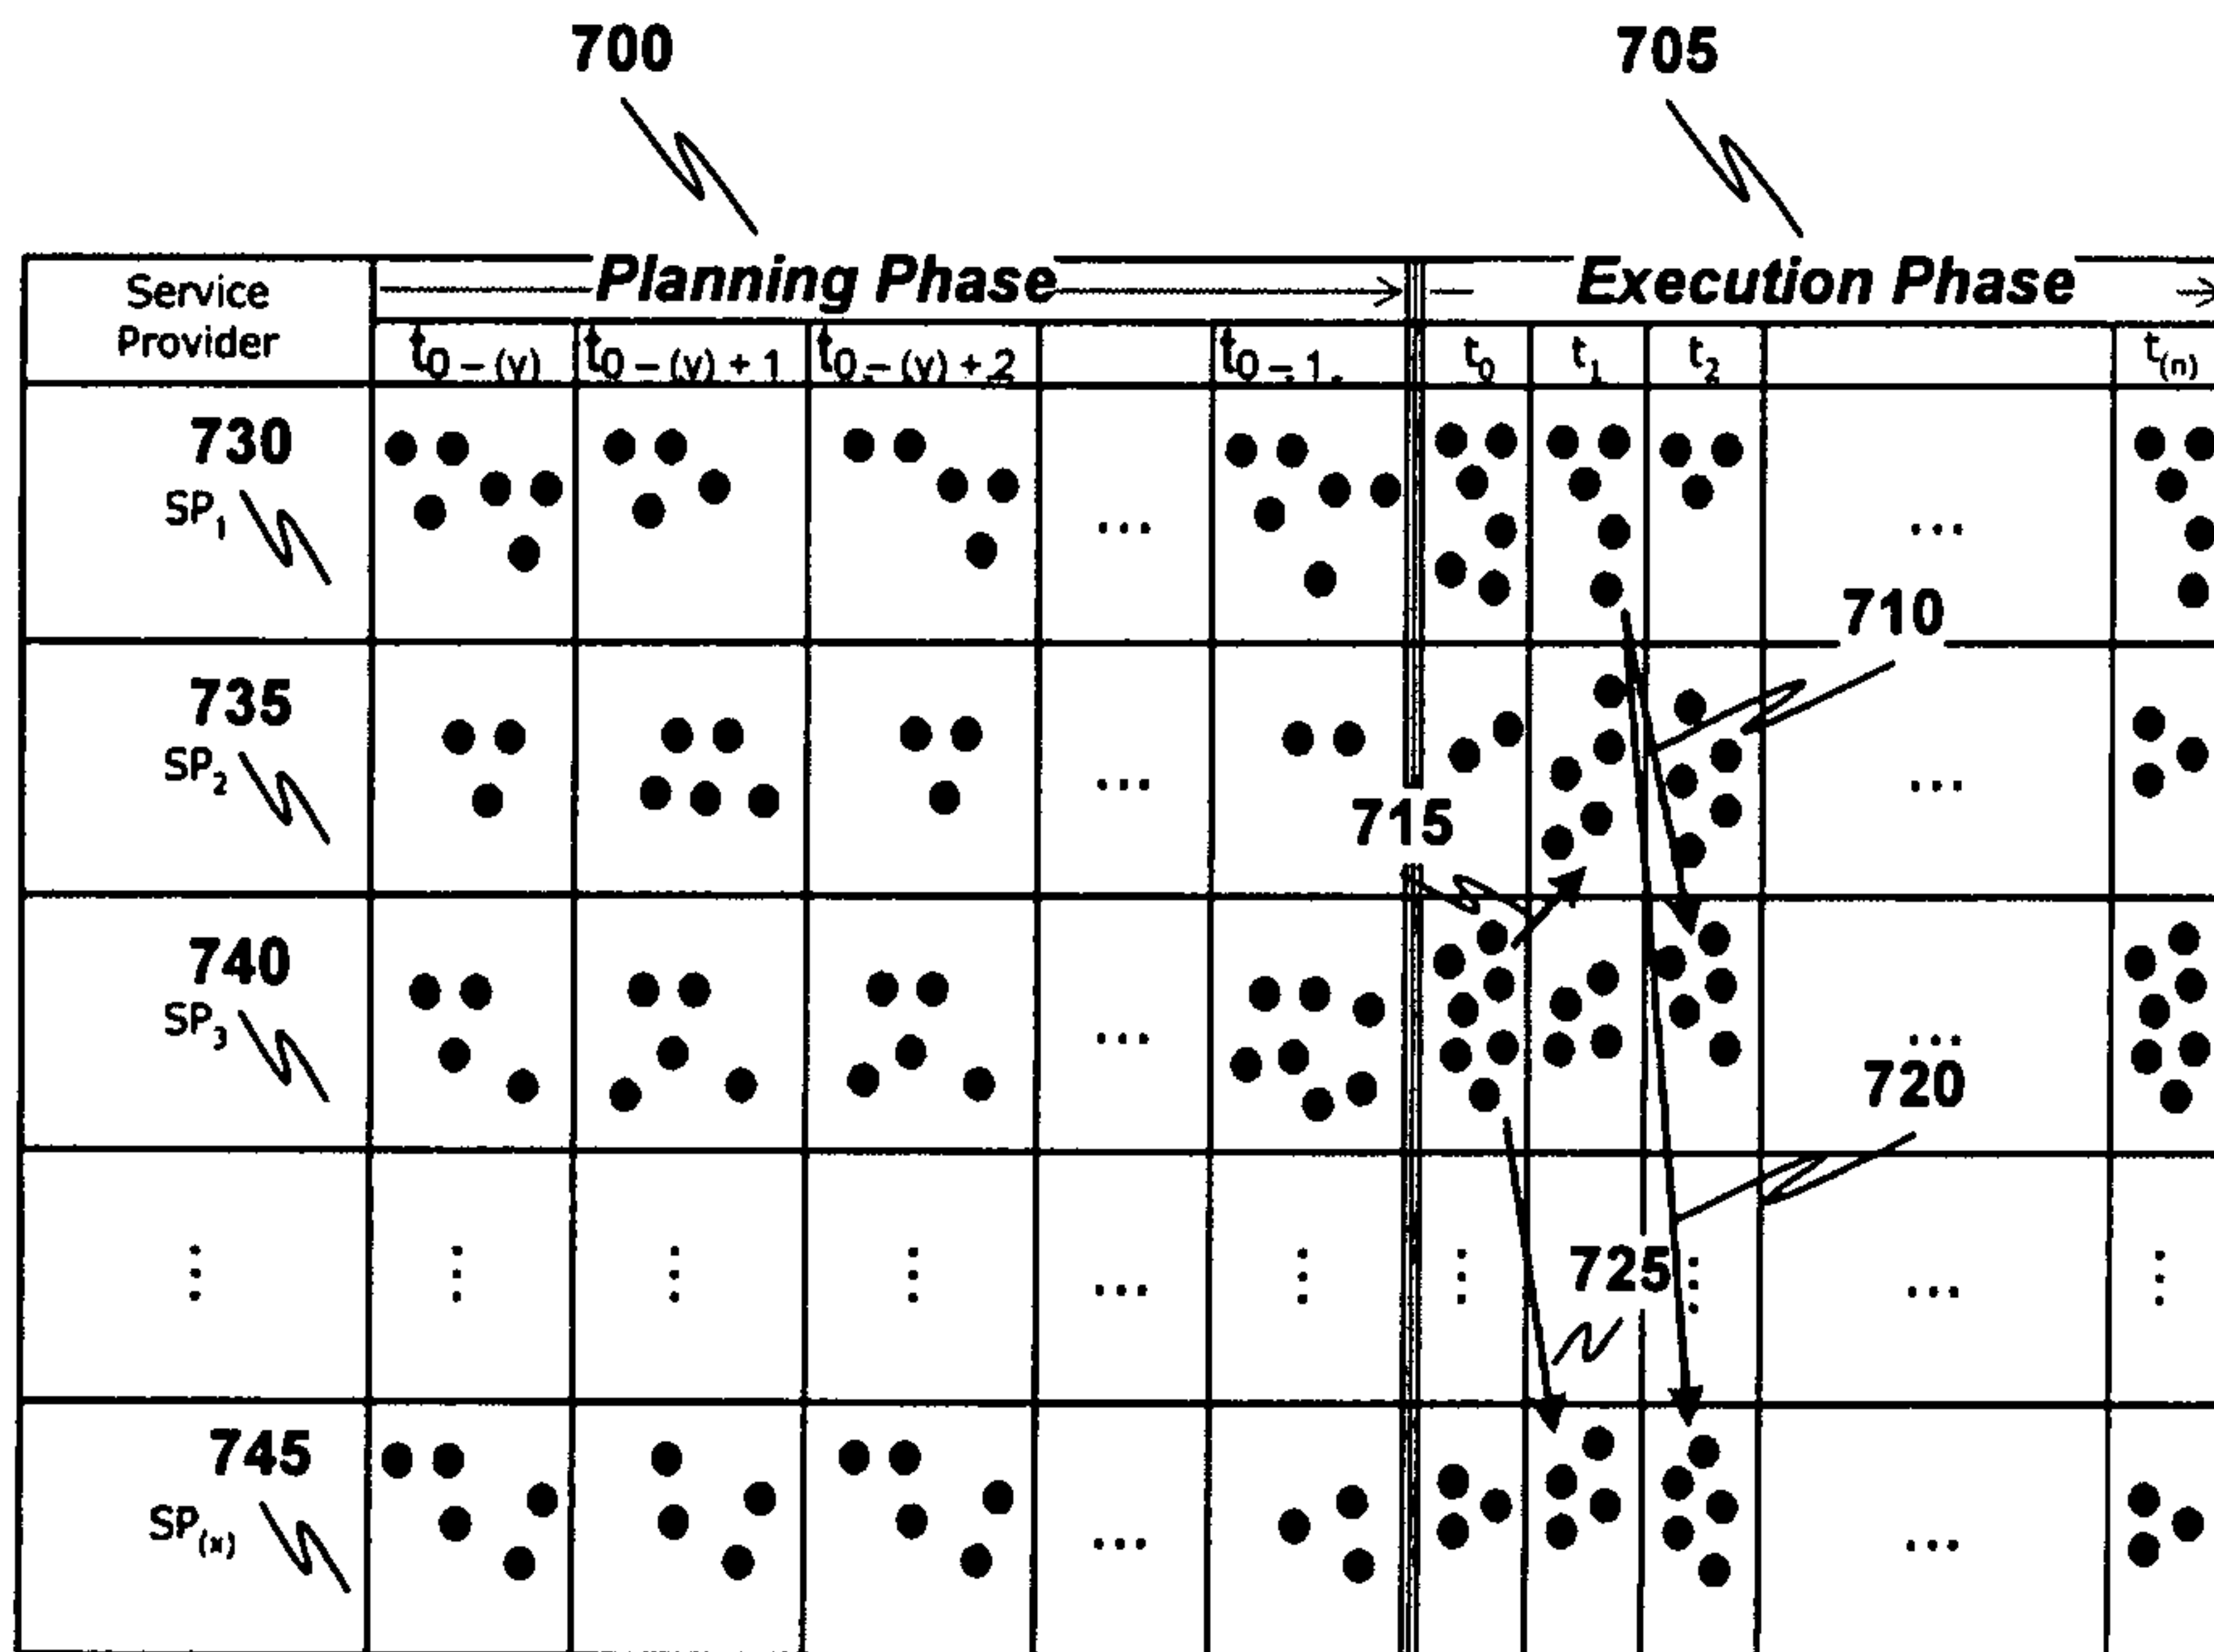 700 705
Service Provider Planning Phase Execution Phase
t0 – (v) t0 – (v) + 1 t0 – (v) + 2 t0 – 1 t0 t1 t2 t(n)
730
SP1 ... ...
710
735
SP2 ... ...
715
740
SP3 ... ...
720
⋮ ⋮ ⋮ ⋮ ... ⋮ ⋮ 725 ⋮ ... ⋮
745
SP(x) ... ...